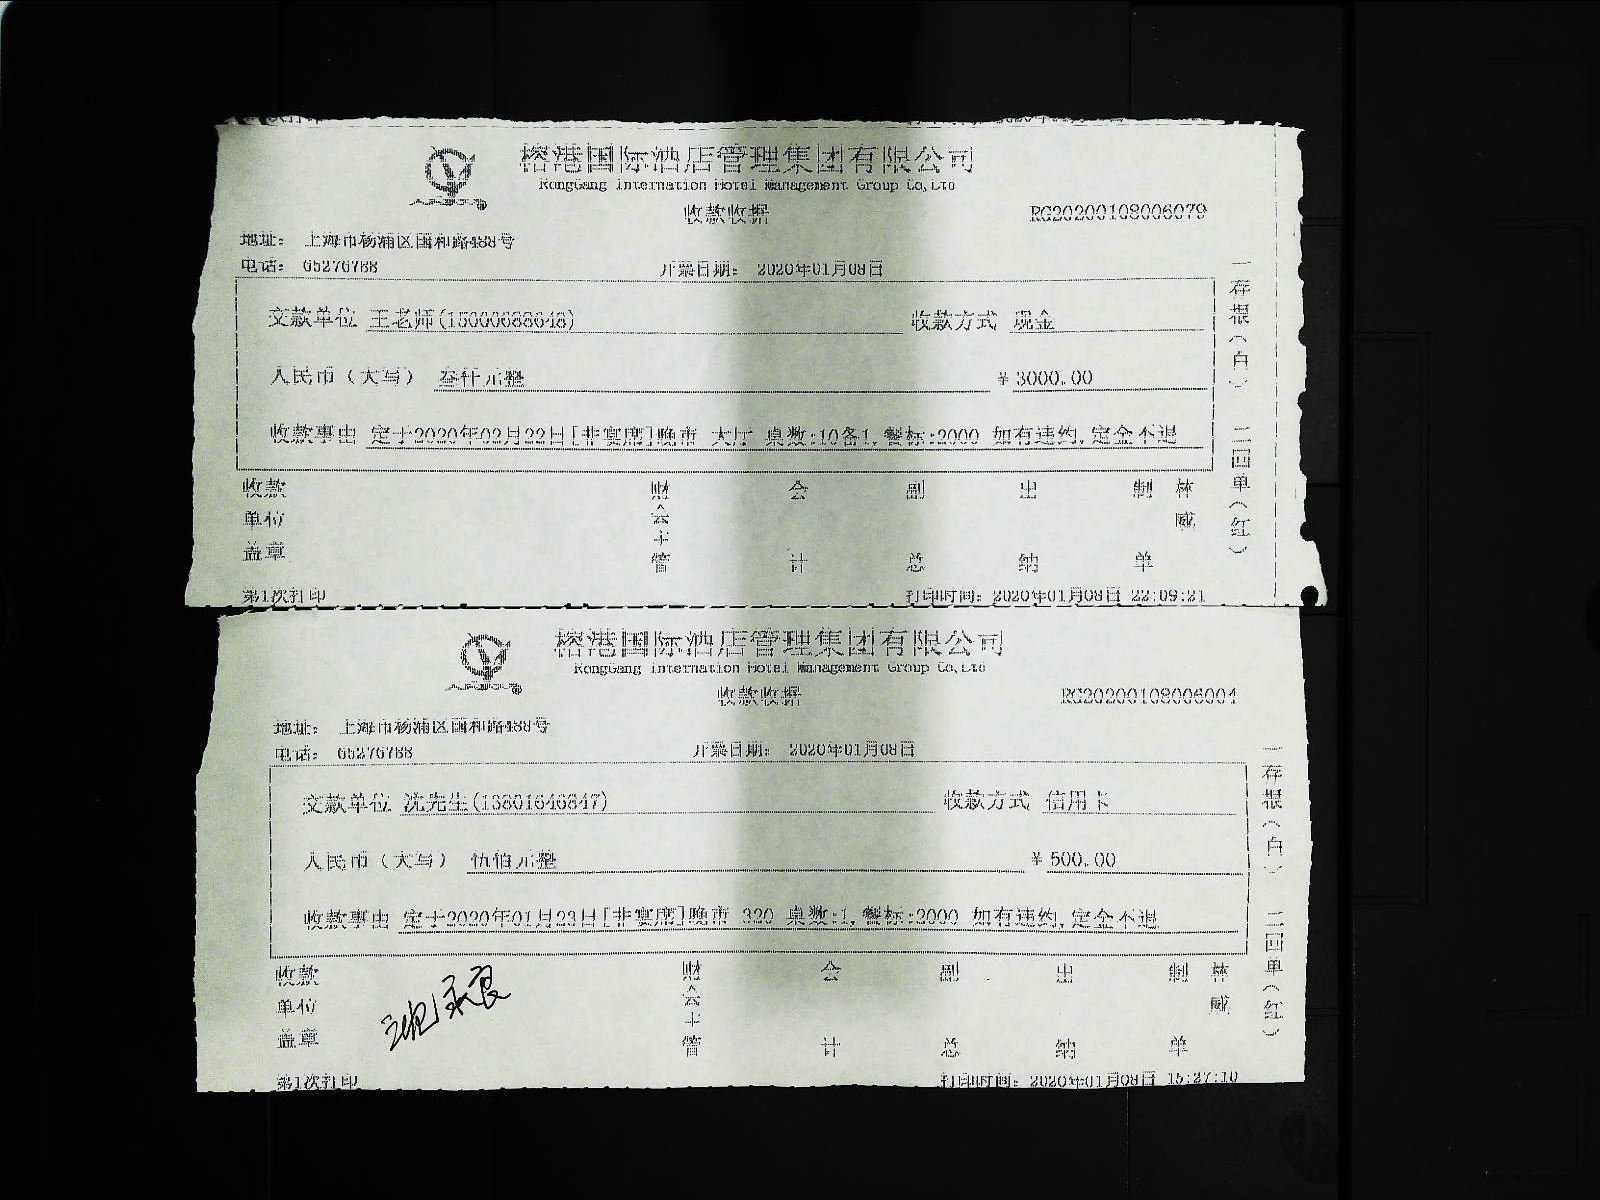 榕港国际酒店管理集团有限公司
RongGang Internation Hotel Management Group Co,Ltd
收款收据 RG20200108006079
地址： 上海市杨浦区国和路488号
电话： 65276788 开票日期： 2020年01月08日
交款单位 王老师(15000688648) 收款方式 现金
人民币（大写） 叁仟元整 ¥ 3000.00
收款事由 定于2020年02月22日[非宴席]晚市 大厅 桌数:10备1,餐标:2000 如有违约,定金不退
收款单位盖章 财会主管 会计 副总 出纳 制单 林威
一存根（白） 二回单（红）
第1次打印 打印时间：2020年01月08日 22:09:21
榕港国际酒店管理集团有限公司
RongGang Internation Hotel Management Group Co,Ltd
收款收据 RG20200108006004
地址： 上海市杨浦区国和路488号
电话： 65276788 开票日期： 2020年01月08日
交款单位 沈先生(13801646847) 收款方式 信用卡
人民币（大写） 伍佰元整 ¥ 500.00
收款事由 定于2020年01月23日[非宴席]晚市 320 桌数:1,餐标:2000 如有违约,定金不退
收款单位盖章 财会主管 会计 副总 出纳 制单 林威
一存根（白） 二回单（红）
第1次打印 打印时间：2020年01月08日 15:27:10